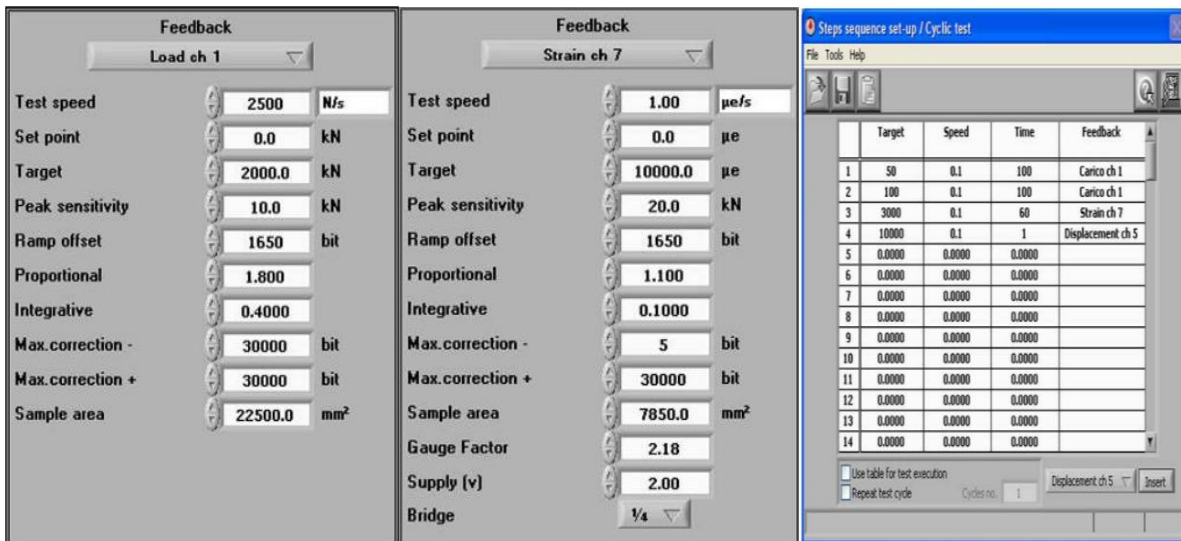 Feedback
Load ch 1
Test speed 2500 N/s
Set point 0.0 kN
Target 2000.0 kN
Peak sensitivity 10.0 kN
Ramp offset 1650 bit
Proportional 1.800
Integrative 0.4000
Max.correction - 30000 bit
Max.correction + 30000 bit
Sample area 22500.0 mm²
Feedback
Strain ch 7
Test speed 1.00 µe/s
Set point 0.0 µe
Target 10000.0 µe
Peak sensitivity 20.0 kN
Ramp offset 1650 bit
Proportional 1.100
Integrative 0.1000
Max.correction - 5 bit
Max.correction + 30000 bit
Sample area 7850.0 mm²
Gauge Factor 2.18
Supply (v) 2.00
Bridge ¼
Steps sequence set-up / Cyclic test
File Tools Help
Target Speed Time Feedback
1 50 0.1 100 Carico ch 1
2 100 0.1 100 Carico ch 1
3 3000 0.1 60 Strain ch 7
4 10000 0.1 1 Displacement ch 5
5 0.0000 0.0000 0.0000
6 0.0000 0.0000 0.0000
7 0.0000 0.0000 0.0000
8 0.0000 0.0000 0.0000
9 0.0000 0.0000 0.0000
10 0.0000 0.0000 0.0000
11 0.0000 0.0000 0.0000
12 0.0000 0.0000 0.0000
13 0.0000 0.0000 0.0000
14 0.0000 0.0000 0.0000
Use table for test execution
Repeat test cycle Cycles no. 1 Displacement ch 5 Insert